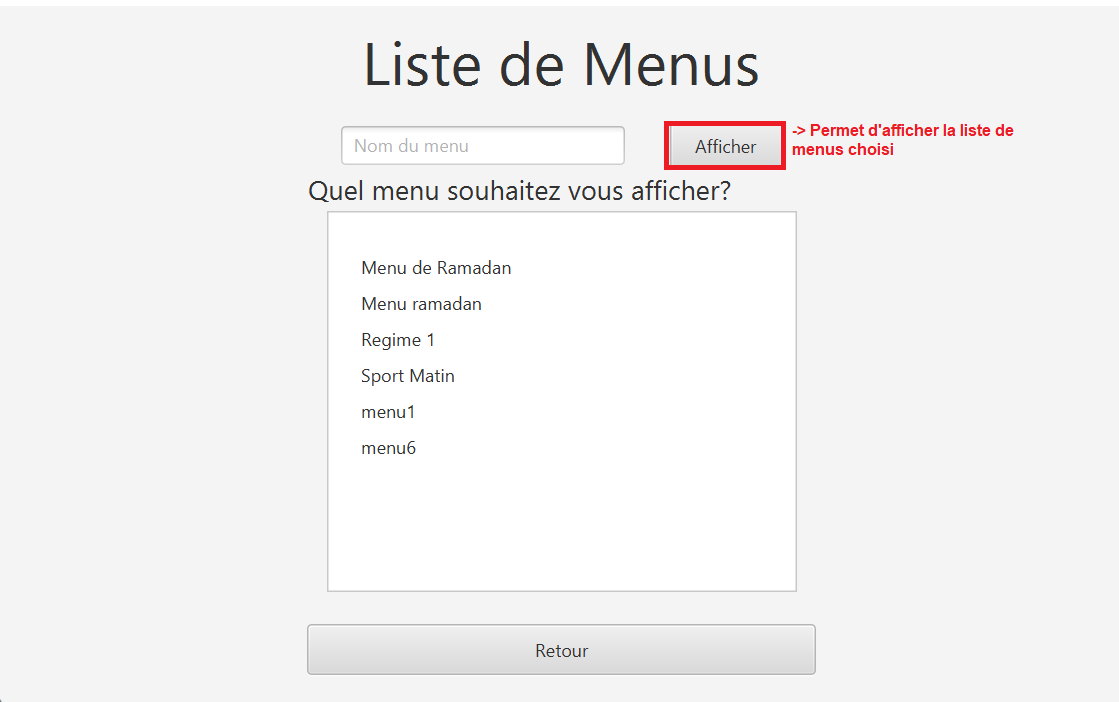 Liste de Menus
Nom du menu
Afficher
-> Permet d'afficher la liste de
menus choisi
Quel menu souhaitez vous afficher?
Menu de Ramadan
Menu ramadan
Regime 1
Sport Matin
menu1
menu6
Retour